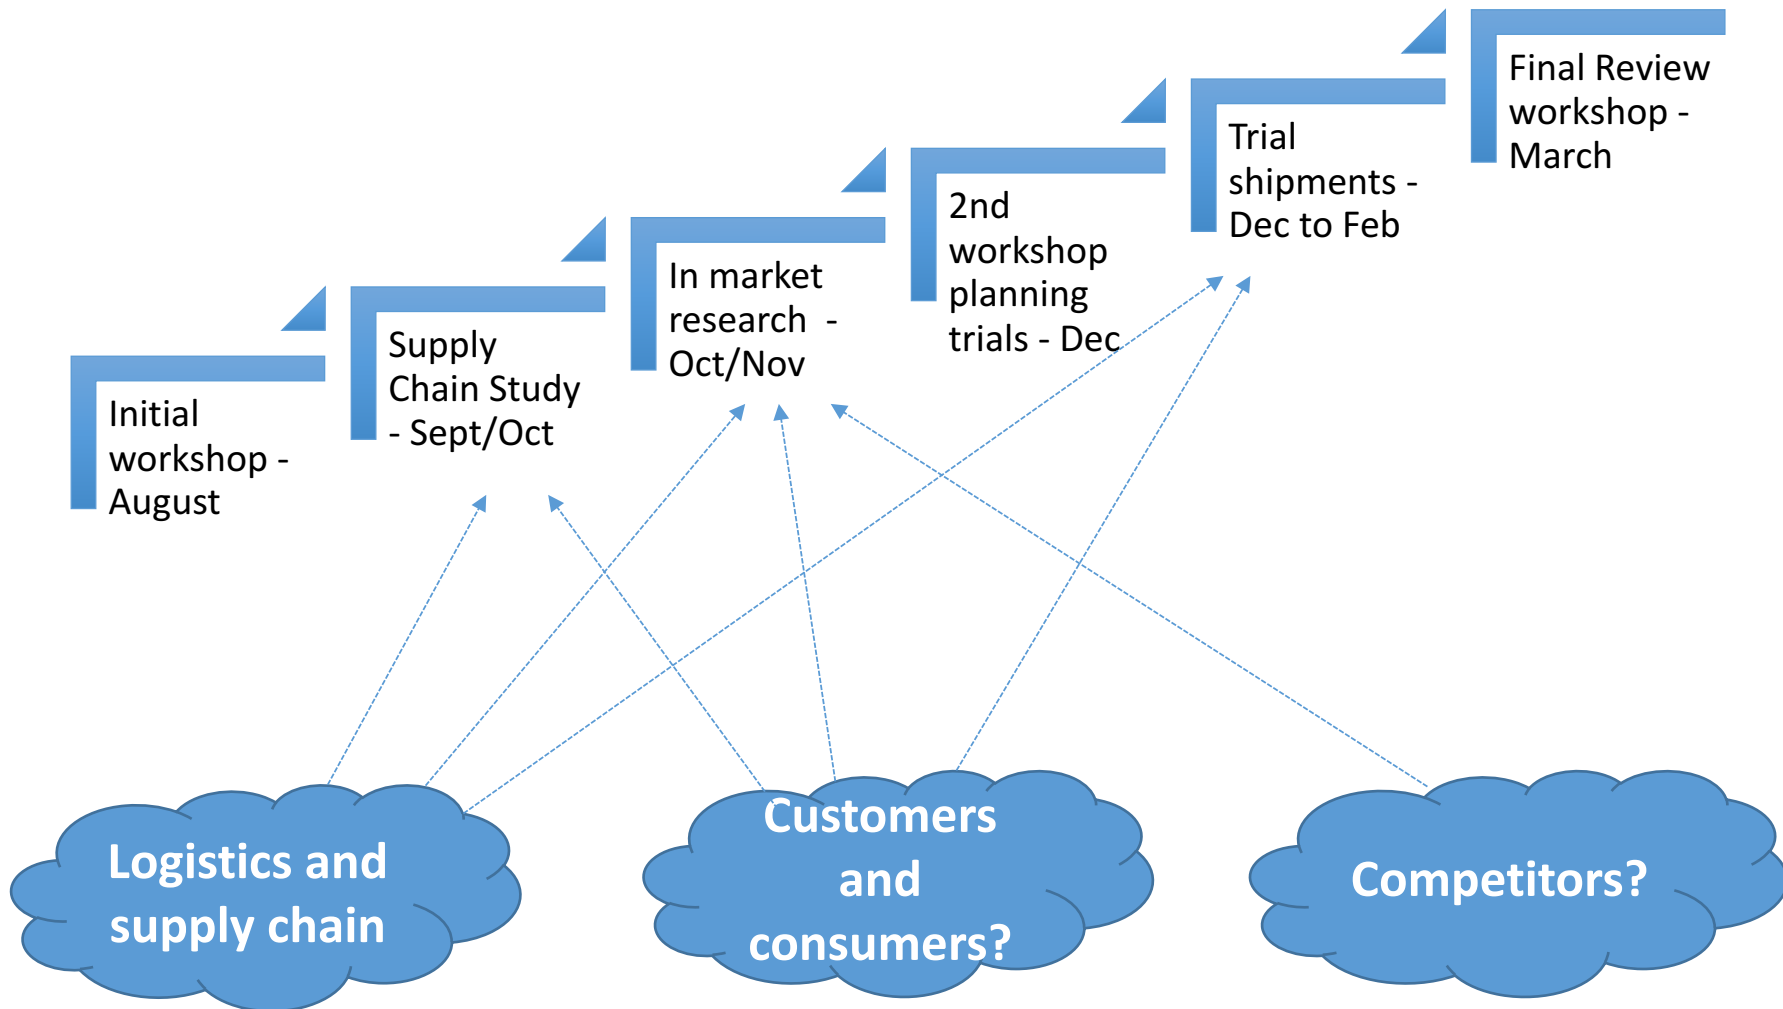 Initial
workshop -
August
Supply
Chain Study
- Sept/Oct
In market
research -
Oct/Nov
2nd
workshop
planning
trials - Dec
Trial
shipments -
Dec to Feb
Final Review
workshop -
March
Logistics and
supply chain
Customers
and
consumers?
Competitors?